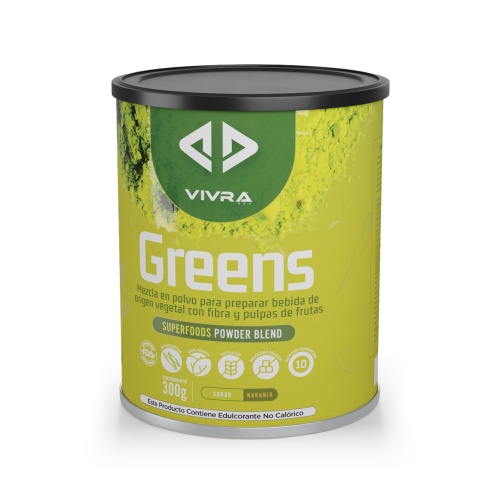 VIVRA
Greens
Mezcla en polvo para preparar bebida de
origen vegetal con fibra y pulpas de frutas
SUPERFOODS POWDER BLEND
10
300g
SABOR NARANJA
Este Producto Contiene Edulcorante No Calórico